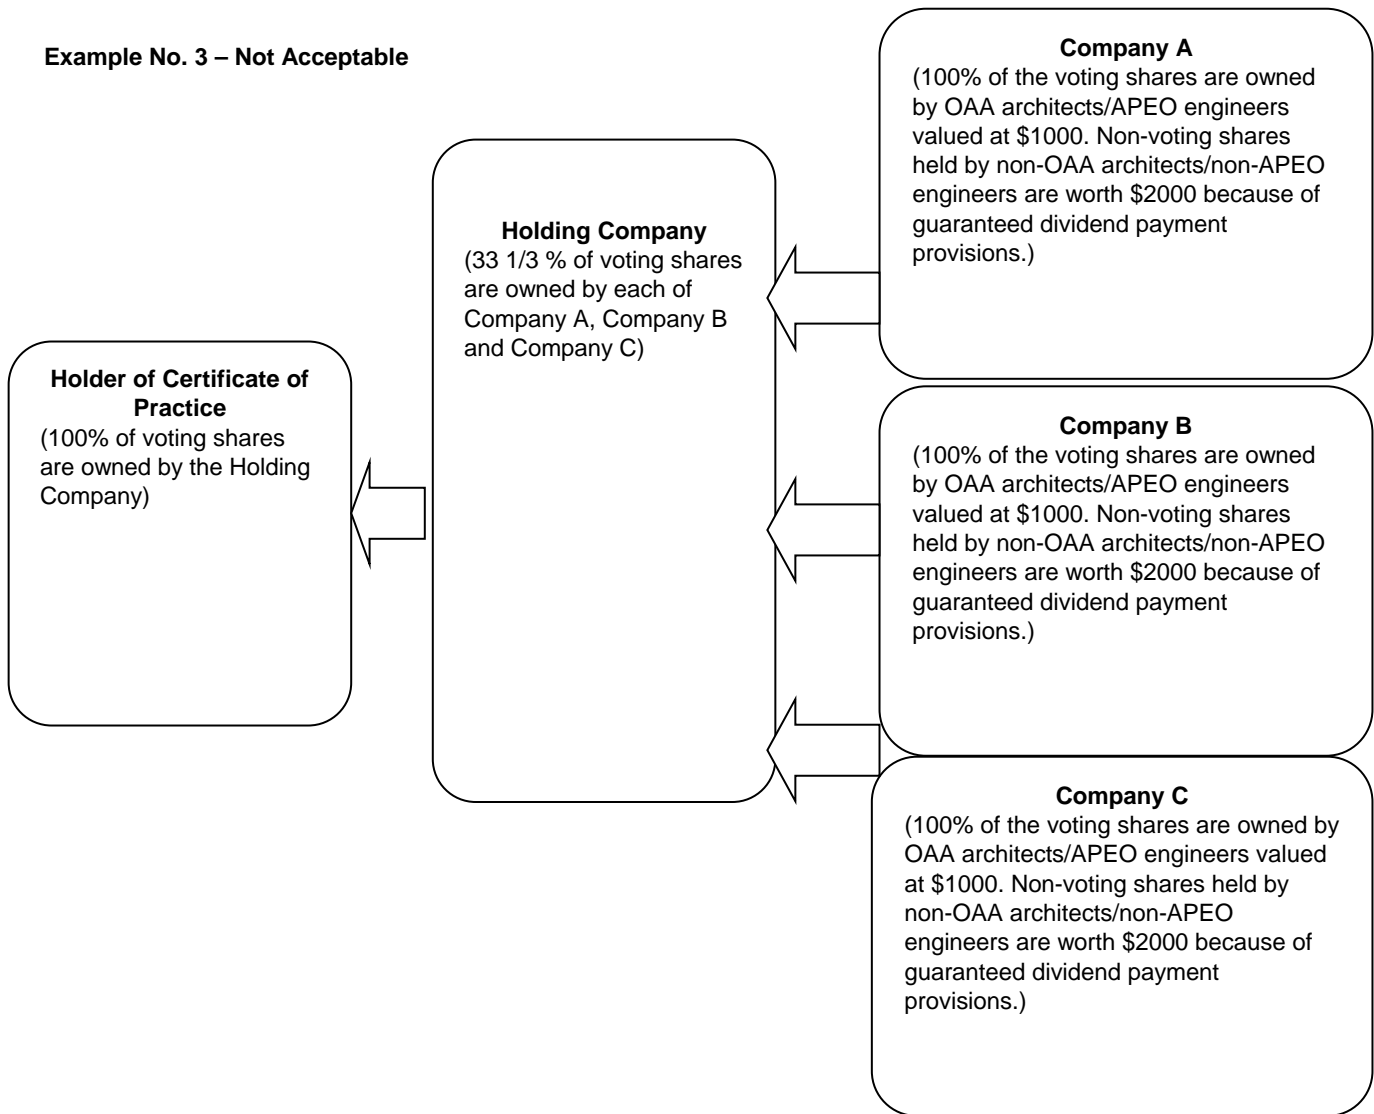 Example No. 3 – Not Acceptable
Holder of Certificate of
Practice
(100% of voting shares
are owned by the Holding
Company)
Holding Company
(33 1/3 % of voting shares
are owned by each of
Company A, Company B
and Company C)
Company A
(100% of the voting shares are owned
by OAA architects/APEO engineers
valued at $1000. Non-voting shares
held by non-OAA architects/non-APEO
engineers are worth $2000 because of
guaranteed dividend payment
provisions.)
Company B
(100% of the voting shares are owned
by OAA architects/APEO engineers
valued at $1000. Non-voting shares
held by non-OAA architects/non-APEO
engineers are worth $2000 because of
guaranteed dividend payment
provisions.)
Company C
(100% of the voting shares are owned by
OAA architects/APEO engineers valued
at $1000. Non-voting shares held by
non-OAA architects/non-APEO
engineers are worth $2000 because of
guaranteed dividend payment
provisions.)